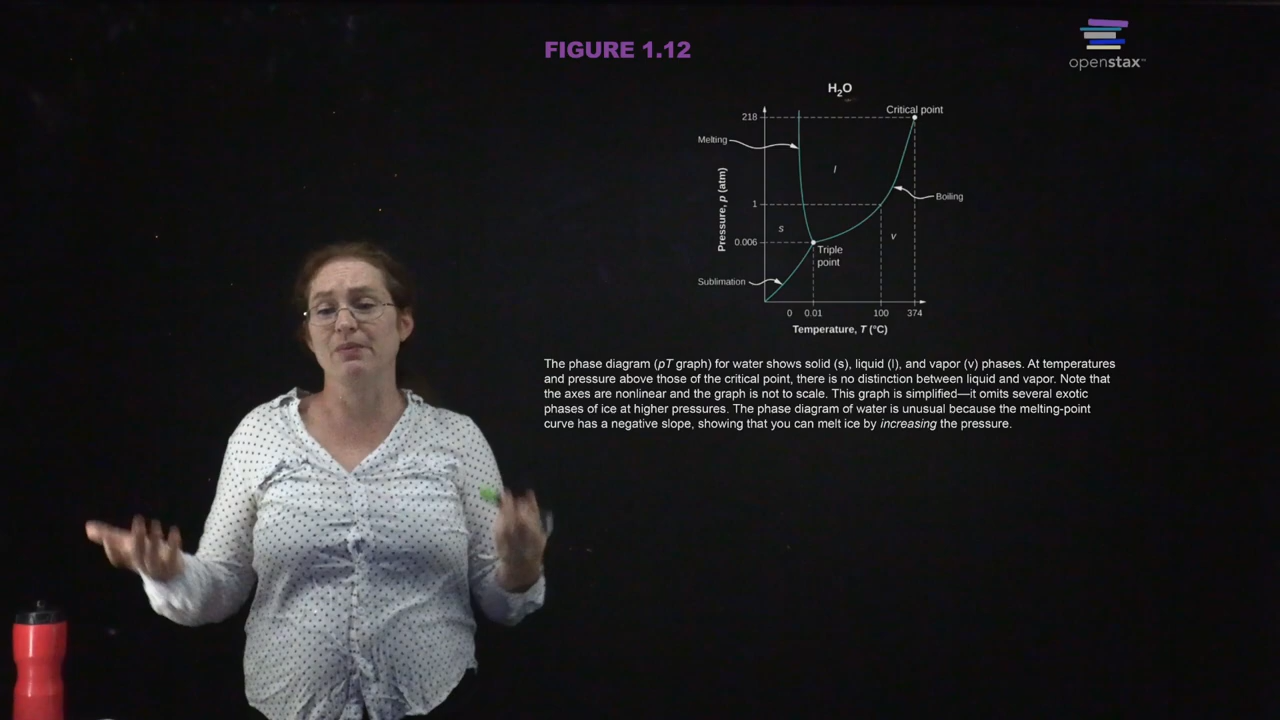 FIGURE 1.12
openstax™
H₂O
218
Critical point
Melting
l
Pressure, p (atm)
1
Boiling
s
v
0.006
Triple
point
Sublimation
0 0.01 100 374
Temperature, T (°C)
The phase diagram (pT graph) for water shows solid (s), liquid (l), and vapor (v) phases. At temperatures
and pressure above those of the critical point, there is no distinction between liquid and vapor. Note that
the axes are nonlinear and the graph is not to scale. This graph is simplified—it omits several exotic
phases of ice at higher pressures. The phase diagram of water is unusual because the melting-point
curve has a negative slope, showing that you can melt ice by increasing the pressure.